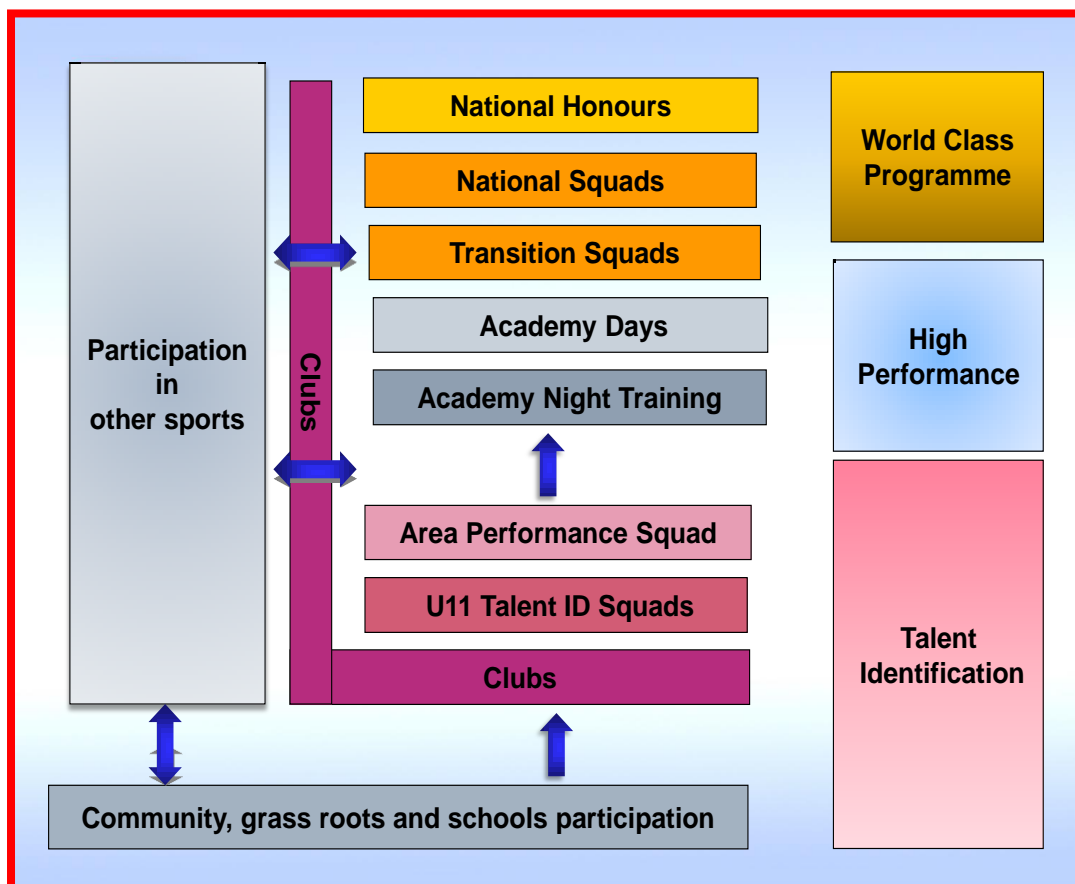 National Honours
World Class
Programme
National Squads
Transition Squads
Participation
in
other sports
Clubs
Academy Days
High
Performance
Academy Night Training
Area Performance Squad
U11 Talent ID Squads
Talent
Identification
Clubs
Community, grass roots and schools participation